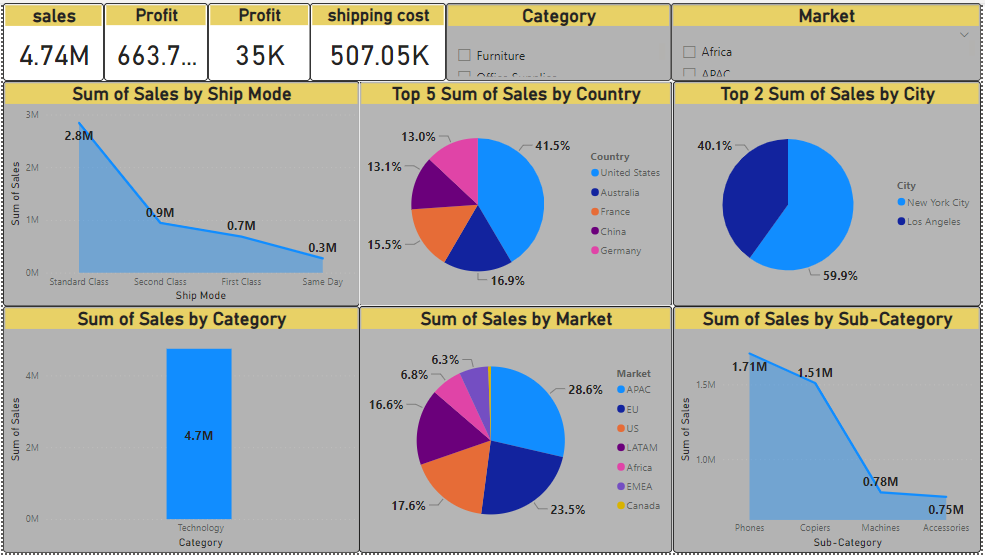 sales
4.74M
Profit
663.7...
Profit
35K
shipping cost
507.05K
Category
Furniture
Office Supplies
Market
Africa
APAC
Sum of Sales by Ship Mode
3M
2M
1M
0M
Sum of Sales
2.8M
0.9M
0.7M
0.3M
Standard Class
Second Class
First Class
Same Day
Ship Mode
Top 5 Sum of Sales by Country
13.0%
41.5%
13.1%
15.5%
16.9%
Country
United States
Australia
France
China
Germany
Top 2 Sum of Sales by City
40.1%
59.9%
City
New York City
Los Angeles
Sum of Sales by Category
4M
2M
0M
Sum of Sales
4.7M
Technology
Category
Sum of Sales by Market
6.3%
6.8%
28.6%
16.6%
17.6%
23.5%
Market
APAC
EU
US
LATAM
Africa
EMEA
Canada
Sum of Sales by Sub-Category
1.5M
1.0M
Sum of Sales
1.71M
1.51M
0.78M
0.75M
Phones
Copiers
Machines
Accessories
Sub-Category